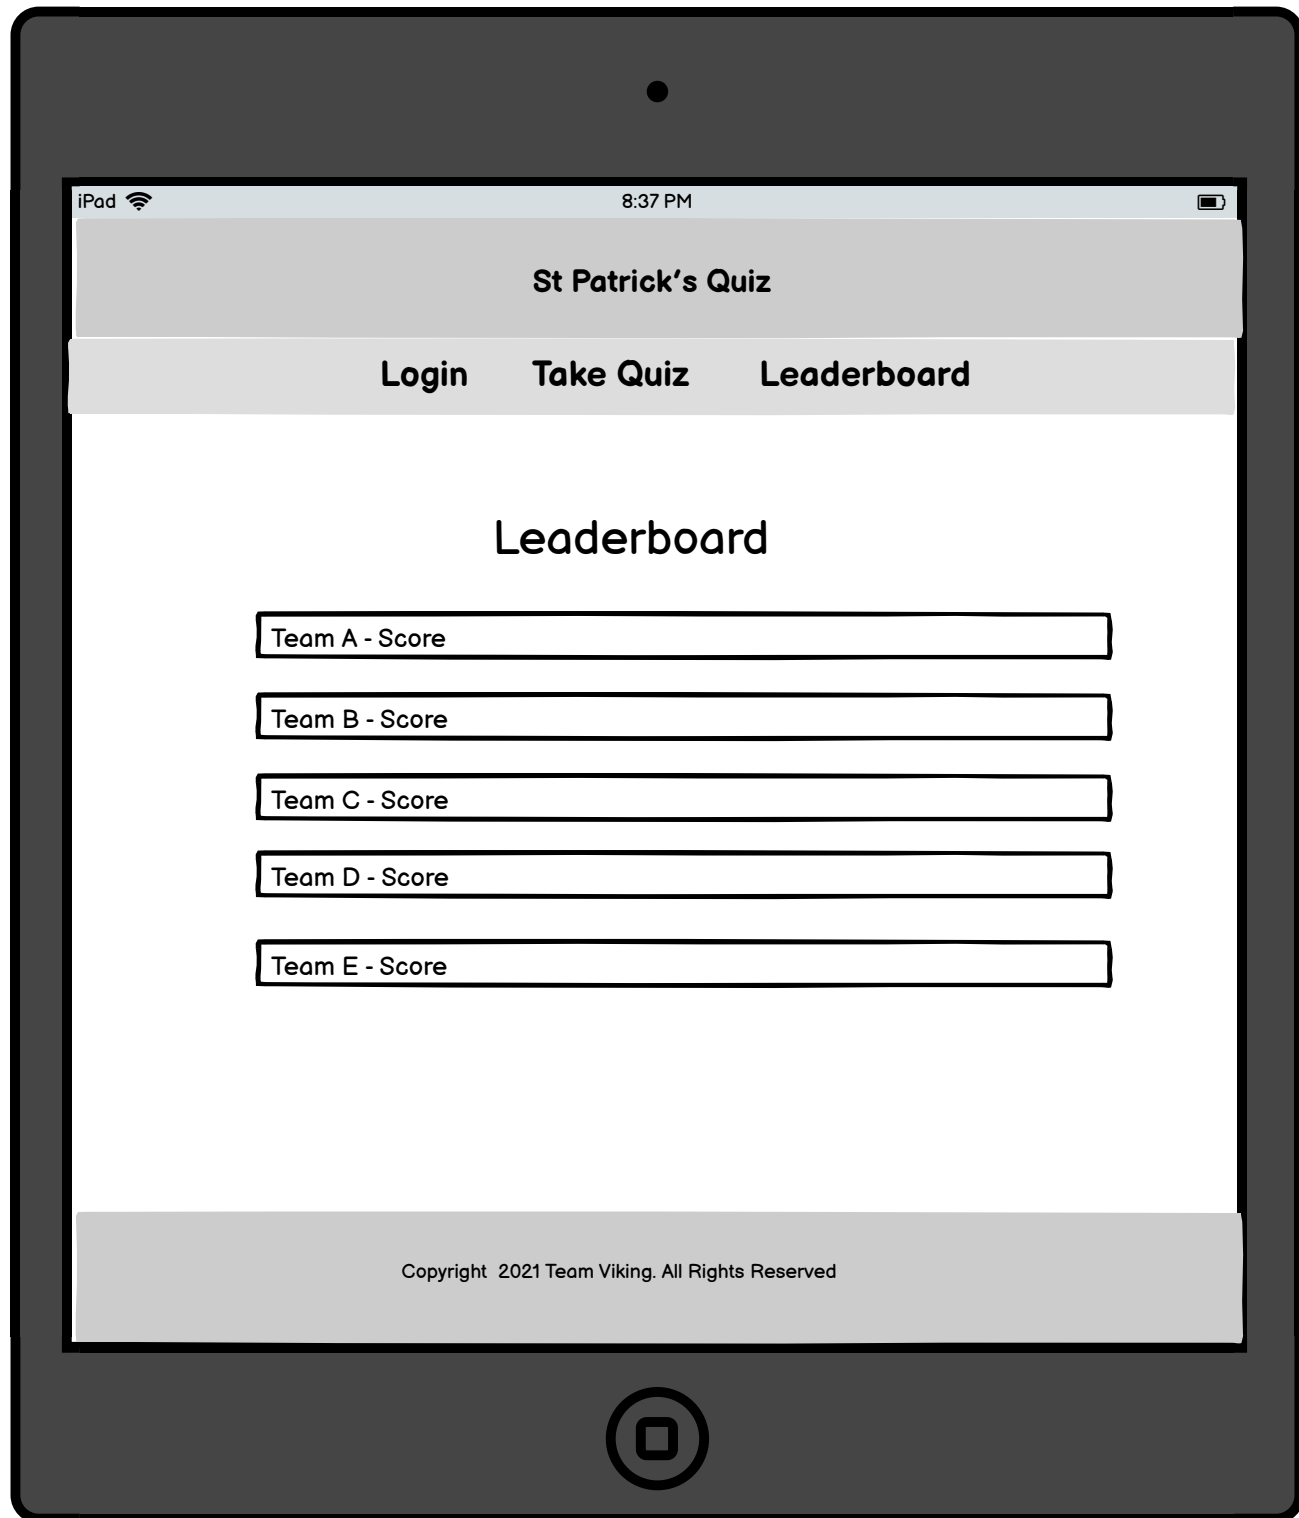 iPad 8:37 PM
St Patrick's Quiz
Login Take Quiz Leaderboard
Leaderboard
Team A - Score
Team B - Score
Team C - Score
Team D - Score
Team E - Score
Copyright 2021 Team Viking. All Rights Reserved